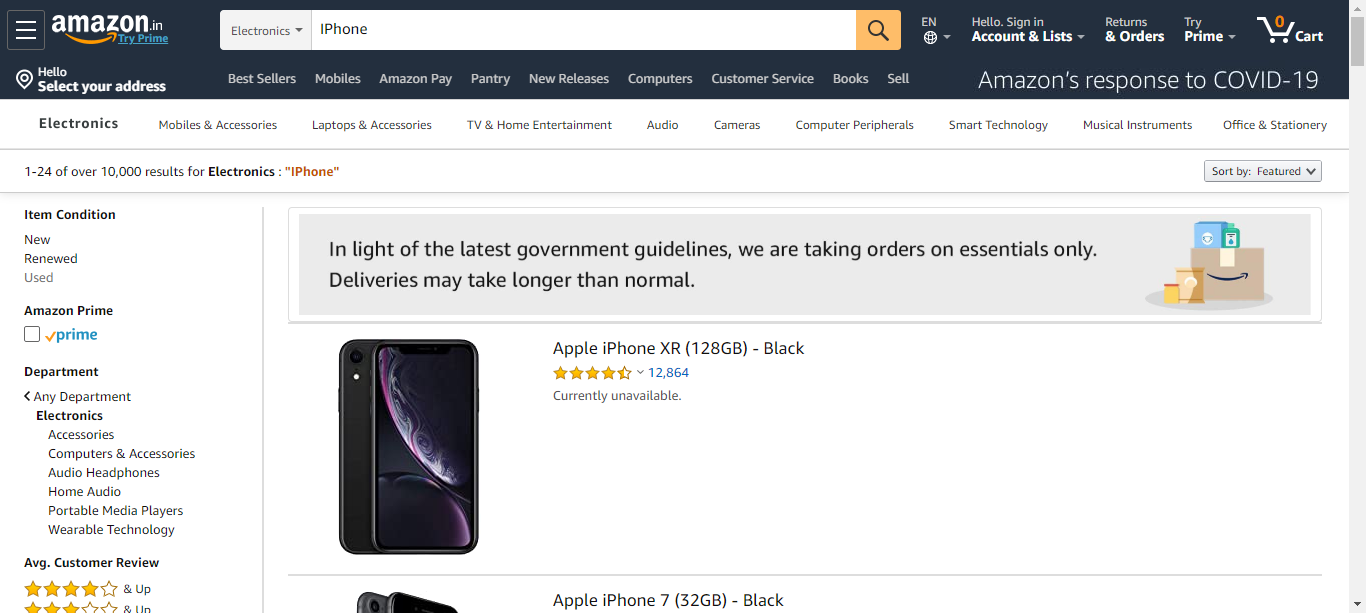 amazon.in
Try Prime
Electronics
IPhone
EN
Hello. Sign in
Account & Lists
Returns
& Orders
Try
Prime
0
Cart
Hello
Select your address
Best Sellers Mobiles Amazon Pay Pantry New Releases Computers Customer Service Books Sell
Amazon's response to COVID-19
Electronics Mobiles & Accessories Laptops & Accessories TV & Home Entertainment Audio Cameras Computer Peripherals Smart Technology Musical Instruments Office & Stationery
1-24 of over 10,000 results for Electronics : "IPhone"
Sort by: Featured
Item Condition
New
Renewed
Used
Amazon Prime
prime
Department
Any Department
Electronics
Accessories
Computers & Accessories
Audio Headphones
Home Audio
Portable Media Players
Wearable Technology
Avg. Customer Review
& Up
& Up
In light of the latest government guidelines, we are taking orders on essentials only.
Deliveries may take longer than normal.
Apple iPhone XR (128GB) - Black
12,864
Currently unavailable.
Apple iPhone 7 (32GB) - Black